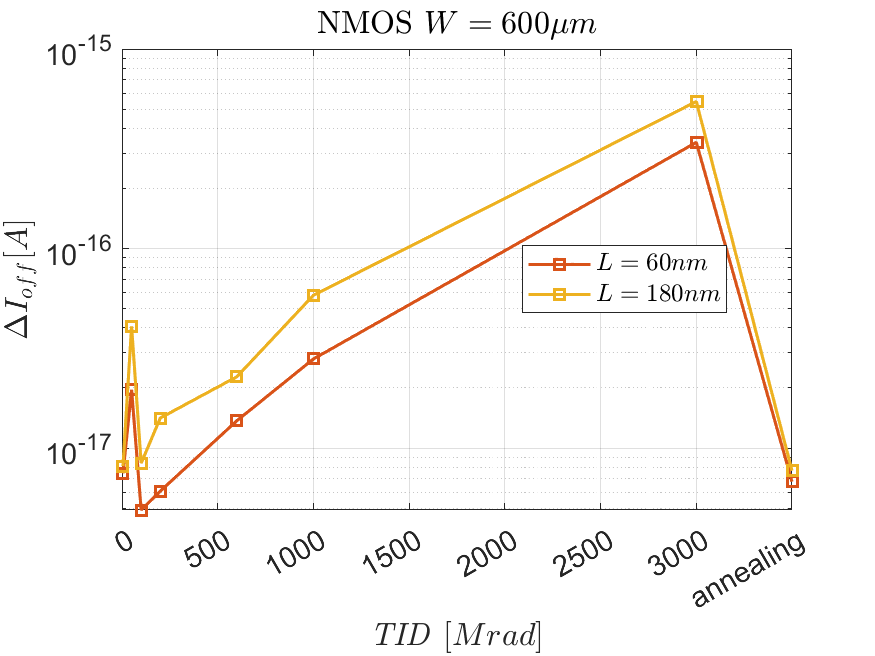 NMOS W = 600μm
10^-15
10^-16
10^-17
ΔI_off[A]
L = 60nm
L = 180nm
0
500
1000
1500
2000
2500
3000
annealing
TID [Mrad]